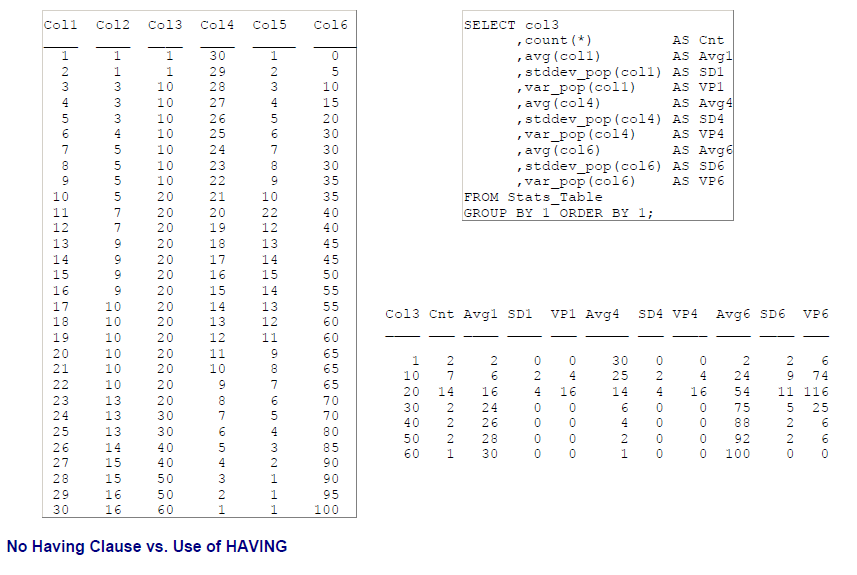 Col1 Col2 Col3 Col4 Col5 Col6
1 1 1 30 1 0
2 1 1 29 2 5
3 3 10 28 3 10
4 3 10 27 4 15
5 3 10 26 5 20
6 4 10 25 6 30
7 5 10 24 7 30
8 5 10 23 8 30
9 5 10 22 9 35
10 5 20 21 10 35
11 7 20 20 22 40
12 7 20 19 12 40
13 9 20 18 13 45
14 9 20 17 14 45
15 9 20 16 15 50
16 9 20 15 14 55
17 10 20 14 13 55
18 10 20 13 12 60
19 10 20 12 11 60
20 10 20 11 9 65
21 10 20 10 8 65
22 10 20 9 7 65
23 13 20 8 6 70
24 13 30 7 5 70
25 13 30 6 4 80
26 14 40 5 3 85
27 15 40 4 2 90
28 15 50 3 1 90
29 16 50 2 1 95
30 16 60 1 1 100
SELECT col3
,count(*) AS Cnt
,avg(col1) AS Avg1
,stddev_pop(col1) AS SD1
,var_pop(col1) AS VP1
,avg(col4) AS Avg4
,stddev_pop(col4) AS SD4
,var_pop(col4) AS VP4
,avg(col6) AS Avg6
,stddev_pop(col6) AS SD6
,var_pop(col6) AS VP6
FROM Stats_Table
GROUP BY 1 ORDER BY 1;
Col3 Cnt Avg1 SD1 VP1 Avg4 SD4 VP4 Avg6 SD6 VP6
1 2 2 0 0 30 0 0 2 2 6
10 7 6 2 4 25 2 4 24 9 74
20 14 16 4 16 14 4 16 54 11 116
30 2 24 0 0 6 0 0 75 5 25
40 2 26 0 0 4 0 0 88 2 6
50 2 28 0 0 2 0 0 92 2 6
60 1 30 0 0 1 0 0 100 0 0
No Having Clause vs. Use of HAVING